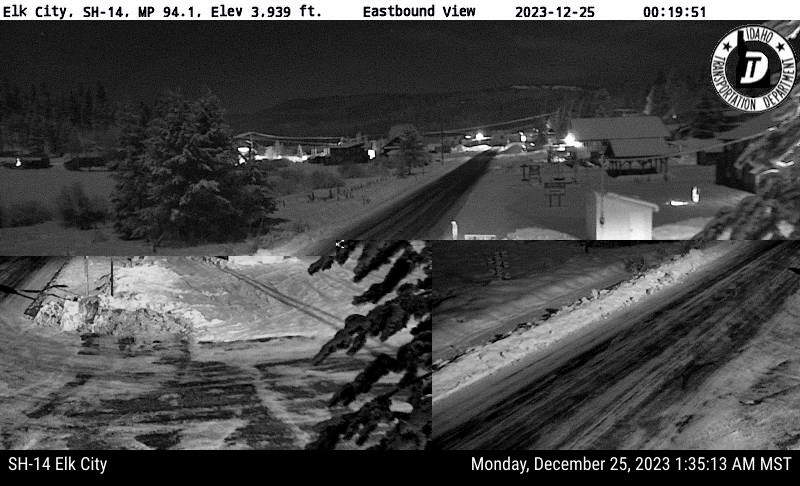 Elk City, SH-14, MP 94.1, Elev 3,939 ft. Eastbound View 2023-12-25 00:19:51
IDAHO
TRANSPORTATION DEPARTMENT
SH-14 Elk City Monday, December 25, 2023 1:35:13 AM MST